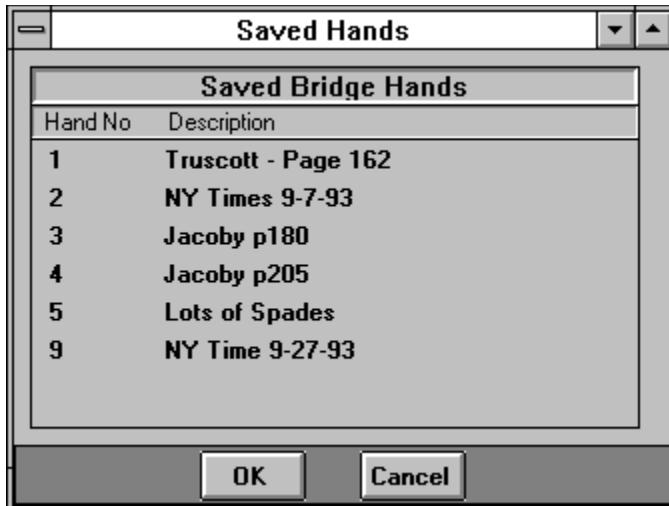 Saved Hands
Saved Bridge Hands
Hand No Description
1 Truscott - Page 162
2 NY Times 9-7-93
3 Jacoby p180
4 Jacoby p205
5 Lots of Spades
9 NY Time 9-27-93
OK Cancel